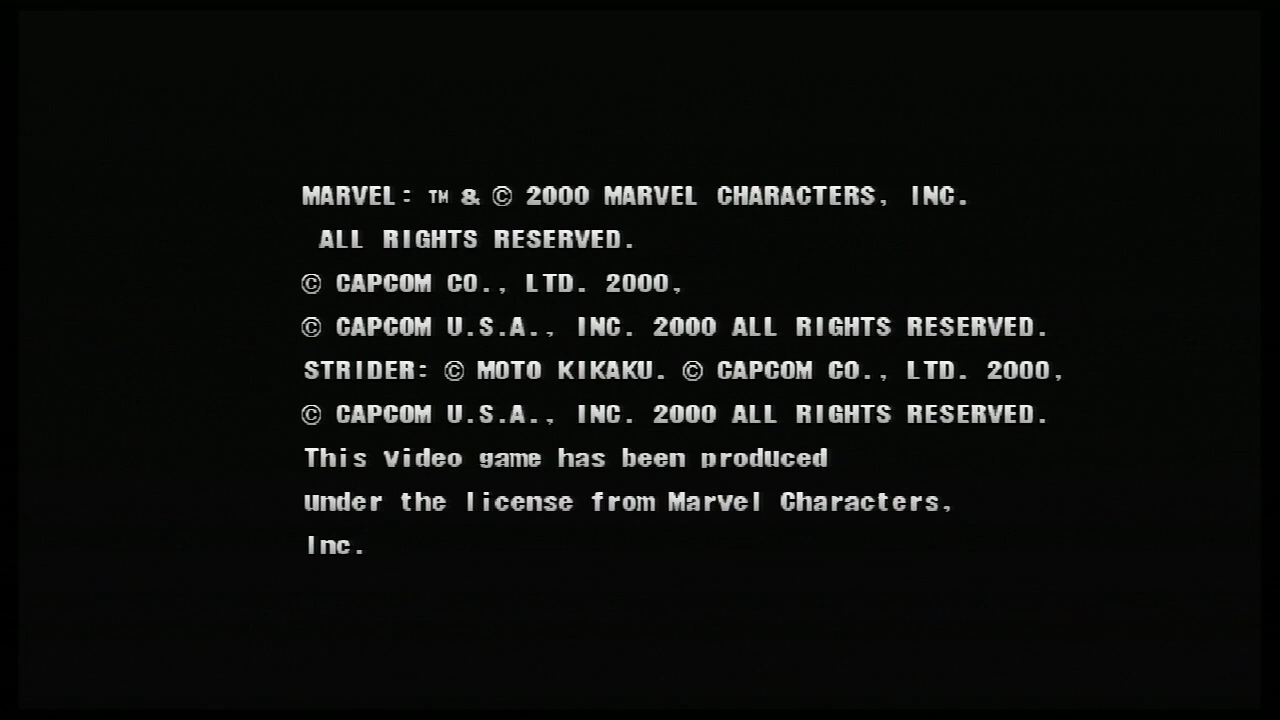 MARVEL: ™ & © 2000 MARVEL CHARACTERS, INC.
ALL RIGHTS RESERVED.
© CAPCOM CO., LTD. 2000,
© CAPCOM U.S.A., INC. 2000 ALL RIGHTS RESERVED.
STRIDER: © MOTO KIKAKU. © CAPCOM CO., LTD. 2000,
© CAPCOM U.S.A., INC. 2000 ALL RIGHTS RESERVED.
This video game has been produced
under the license from Marvel Characters,
Inc.